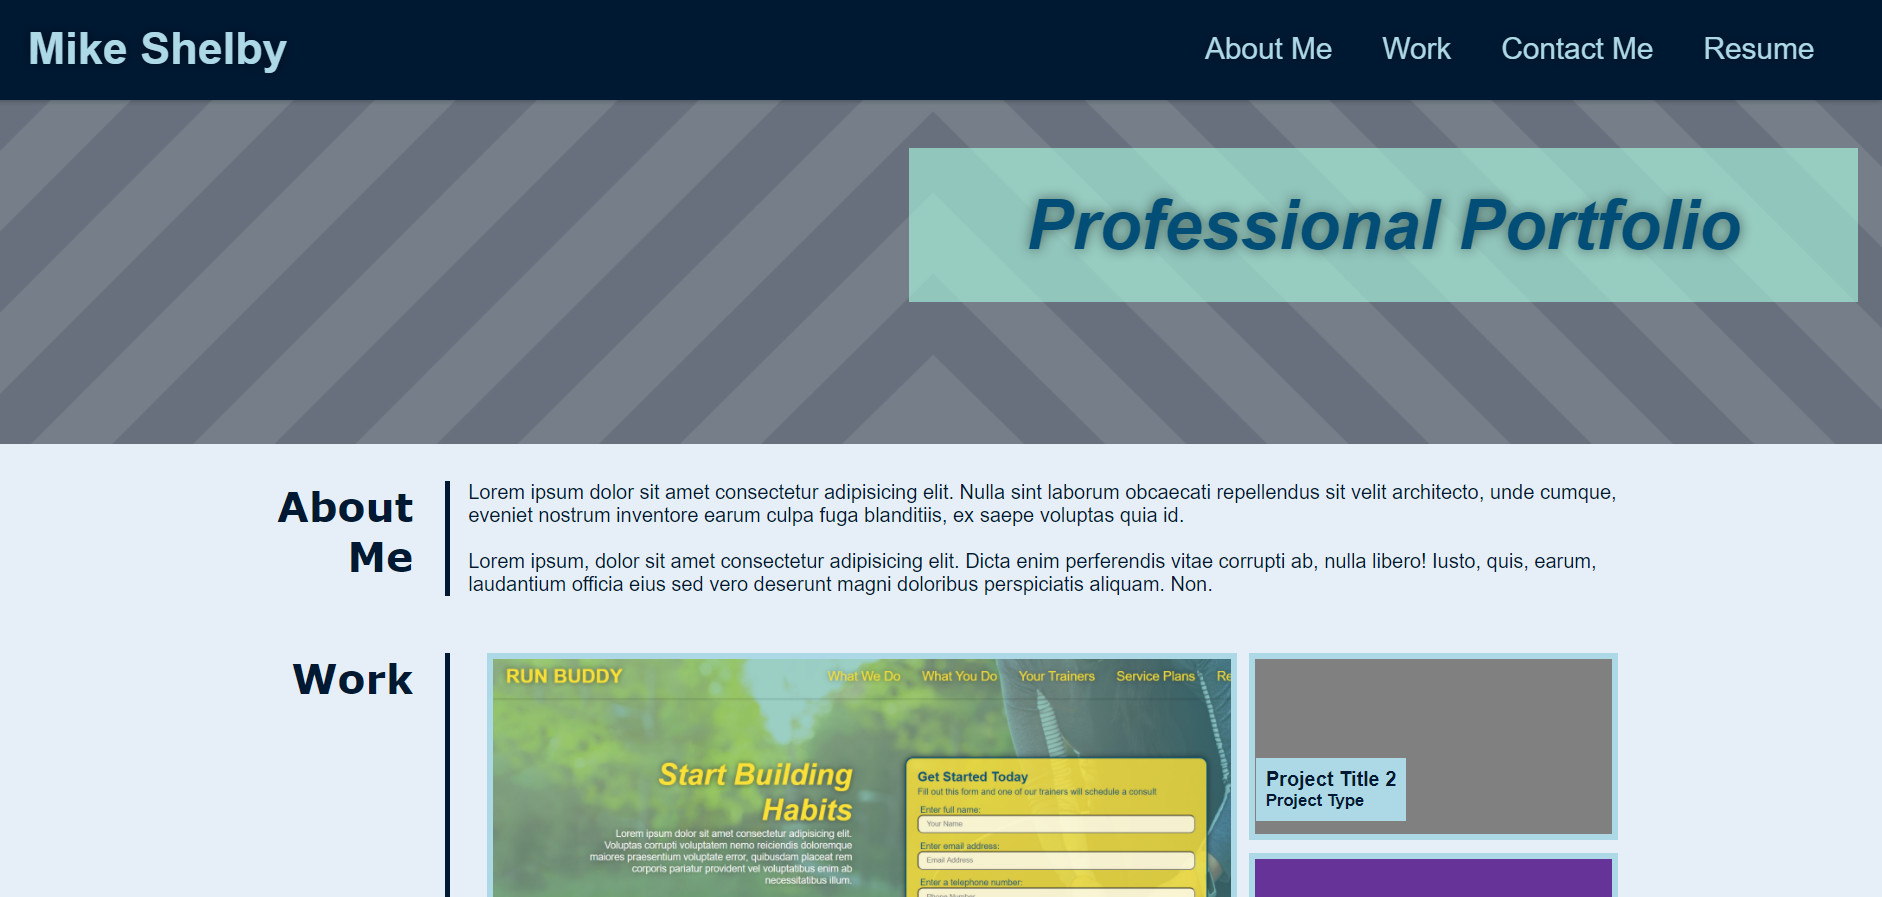 Mike Shelby
About Me Work Contact Me Resume
Professional Portfolio
About
Me
Lorem ipsum dolor sit amet consectetur adipisicing elit. Nulla sint laborum obcaecati repellendus sit velit architecto, unde cumque,
eveniet nostrum inventore earum culpa fuga blanditiis, ex saepe voluptas quia id.
Lorem ipsum, dolor sit amet consectetur adipisicing elit. Dicta enim perferendis vitae corrupti ab, nulla libero! Iusto, quis, earum,
laudantium officia eius sed vero deserunt magni doloribus perspiciatis aliquam. Non.
Work
RUN BUDDY
What We Do What You Do Your Trainers Service Plans Re
Start Building
Habits
Lorem ipsum dolor sit amet consectetur adipisicing elit.
Voluptas corrupti voluptatem nemo reiciendis doloremque
maiores praesentium voluptate error, quibusdam placeat rem
corporis pariatur provident vel voluptatibus enim ab
necessitatibus illum.
Get Started Today
Fill out this form and one of our trainers will schedule a consult
Enter full name:
Your Name
Enter email address:
Email Address
Enter a telephone number:
Phone Number
Project Title 2
Project Type